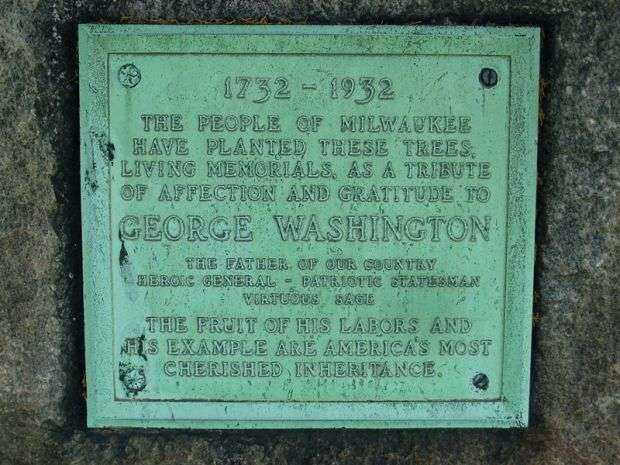 1732 - 1932
THE PEOPLE OF MILWAUKEE
HAVE PLANTED THESE TREES,
LIVING MEMORIALS, AS A TRIBUTE
OF AFFECTION AND GRATITUDE TO
GEORGE WASHINGTON
THE FATHER OF OUR COUNTRY
HEROIC GENERAL - PATRIOTIC STATESMAN
VIRTUOUS SAGE
THE FRUIT OF HIS LABORS AND
HIS EXAMPLE ARE AMERICA'S MOST
CHERISHED INHERITANCE.